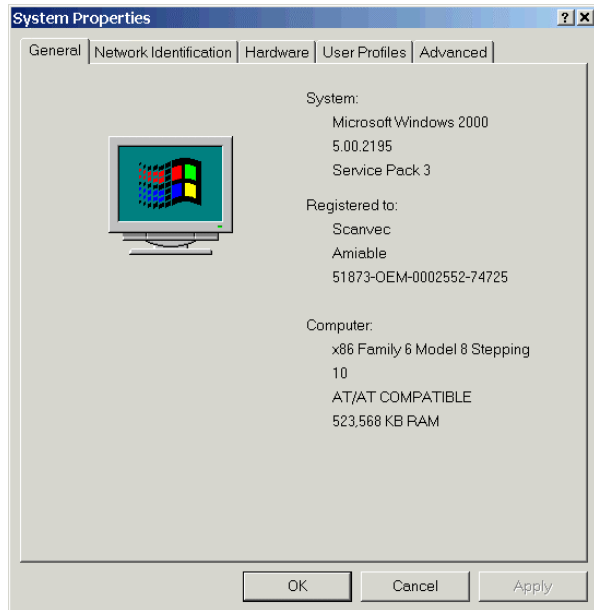 System Properties
General Network Identification Hardware User Profiles Advanced
System:
Microsoft Windows 2000
5.00.2195
Service Pack 3
Registered to:
Scanvec
Amiable
51873-OEM-0002552-74725
Computer:
x86 Family 6 Model 8 Stepping
10
AT/AT COMPATIBLE
523,568 KB RAM
OK Cancel Apply